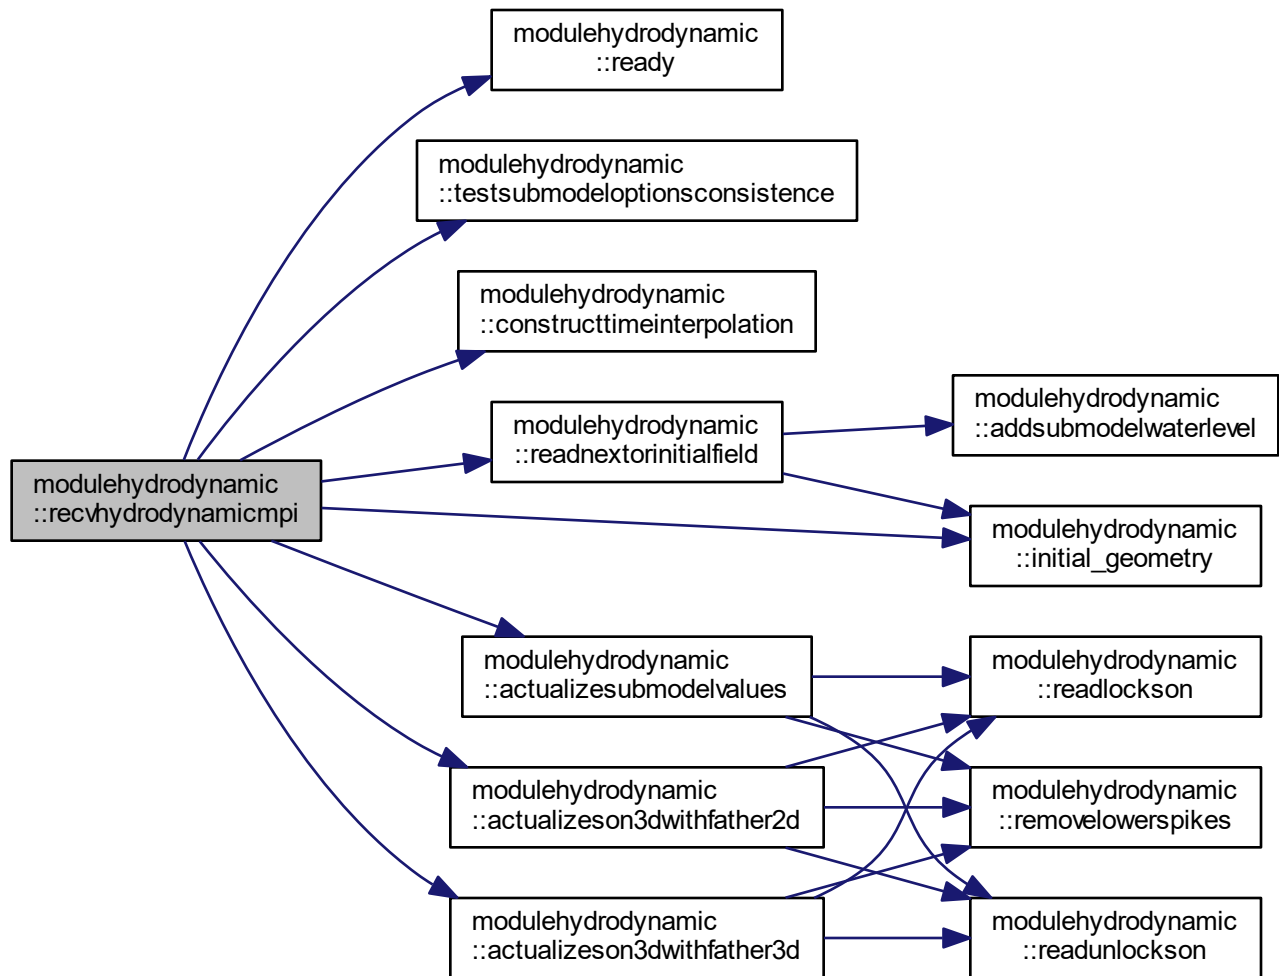 modulehydrodynamic
::ready
modulehydrodynamic
::testsubmodeloptionsconsistence
modulehydrodynamic
::constructtimeinterpolation
modulehydrodynamic
::addsubmodelwaterlevel
modulehydrodynamic
::readnextorinitialfield
modulehydrodynamic
::recvhydrodynamicmpi
modulehydrodynamic
::initial_geometry
modulehydrodynamic
::actualizesubmodelvalues
modulehydrodynamic
::readlockson
modulehydrodynamic
::actualizeson3dwithfather2d
modulehydrodynamic
::removelowerspikes
modulehydrodynamic
::actualizeson3dwithfather3d
modulehydrodynamic
::readunlockson